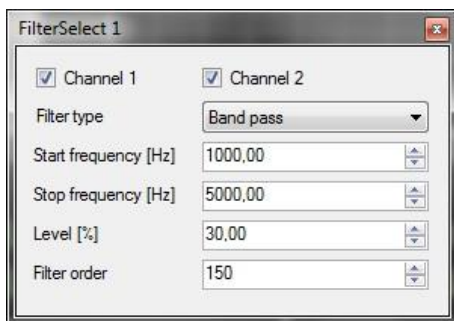 FilterSelect 1
Channel 1 Channel 2
Filter type Band pass
Start frequency [Hz] 1000,00
Stop frequency [Hz] 5000,00
Level [%] 30,00
Filter order 150